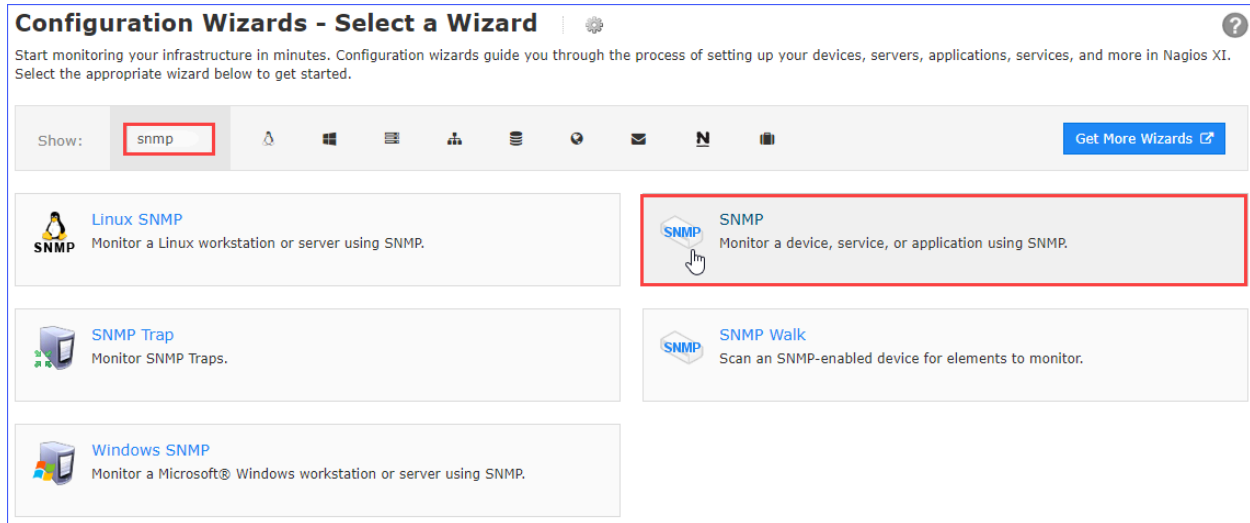 Configuration Wizards - Select a Wizard
?
Start monitoring your infrastructure in minutes. Configuration wizards guide you through the process of setting up your devices, servers, applications, services, and more in Nagios XI.
Select the appropriate wizard below to get started.
Show: snmp N Get More Wizards
Linux SNMP
SNMP
Monitor a Linux workstation or server using SNMP.
SNMP
SNMP
Monitor a device, service, or application using SNMP.
SNMP Trap
Monitor SNMP Traps.
SNMP
SNMP Walk
Scan an SNMP-enabled device for elements to monitor.
Windows SNMP
Monitor a Microsoft® Windows workstation or server using SNMP.